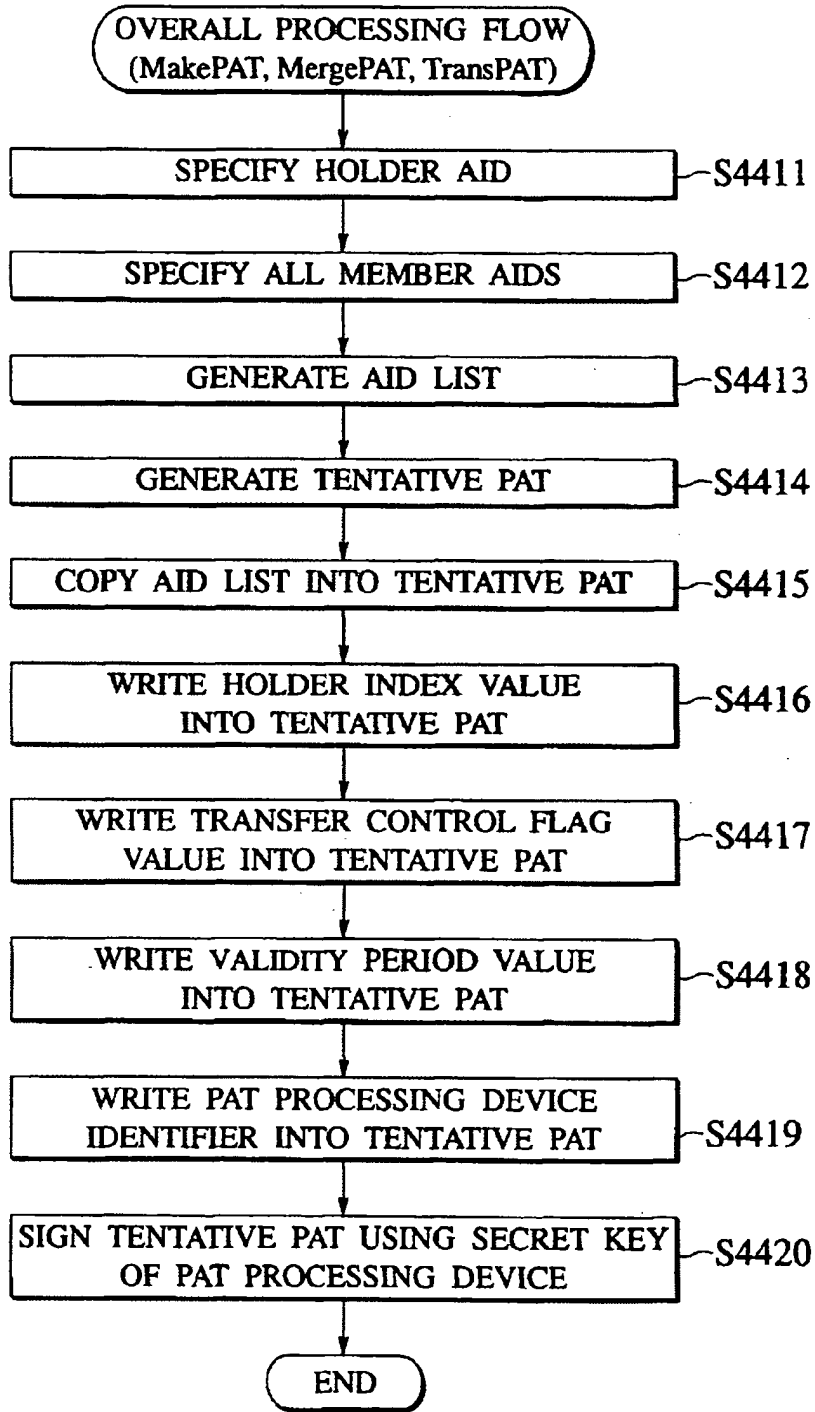 OVERALL PROCESSING FLOW
(MakePAT, MergePAT, TransPAT)
SPECIFY HOLDER AID
S4411
SPECIFY ALL MEMBER AIDS
S4412
GENERATE AID LIST
S4413
GENERATE TENTATIVE PAT
S4414
COPY AID LIST INTO TENTATIVE PAT
S4415
WRITE HOLDER INDEX VALUE
INTO TENTATIVE PAT
S4416
WRITE TRANSFER CONTROL FLAG
VALUE INTO TENTATIVE PAT
S4417
WRITE VALIDITY PERIOD VALUE
INTO TENTATIVE PAT
S4418
WRITE PAT PROCESSING DEVICE
IDENTIFIER INTO TENTATIVE PAT
S4419
SIGN TENTATIVE PAT USING SECRET KEY
OF PAT PROCESSING DEVICE
S4420
END